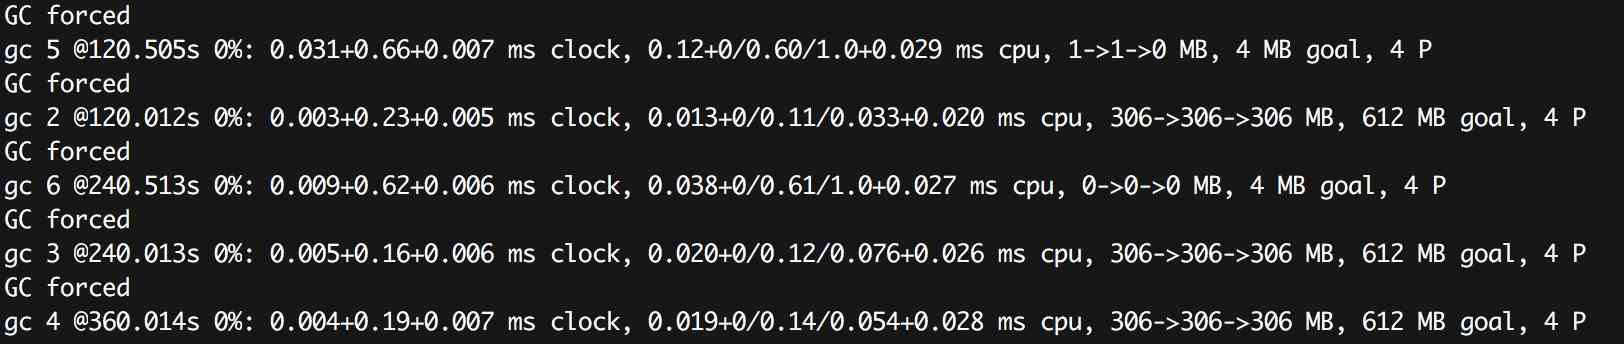 GC forced
gc 5 @120.505s 0%: 0.031+0.66+0.007 ms clock, 0.12+0/0.60/1.0+0.029 ms cpu, 1->1->0 MB, 4 MB goal, 4 P
GC forced
gc 2 @120.012s 0%: 0.003+0.23+0.005 ms clock, 0.013+0/0.11/0.033+0.020 ms cpu, 306->306->306 MB, 612 MB goal, 4 P
GC forced
gc 6 @240.513s 0%: 0.009+0.62+0.006 ms clock, 0.038+0/0.61/1.0+0.027 ms cpu, 0->0->0 MB, 4 MB goal, 4 P
GC forced
gc 3 @240.013s 0%: 0.005+0.16+0.006 ms clock, 0.020+0/0.12/0.076+0.026 ms cpu, 306->306->306 MB, 612 MB goal, 4 P
GC forced
gc 4 @360.014s 0%: 0.004+0.19+0.007 ms clock, 0.019+0/0.14/0.054+0.028 ms cpu, 306->306->306 MB, 612 MB goal, 4 P